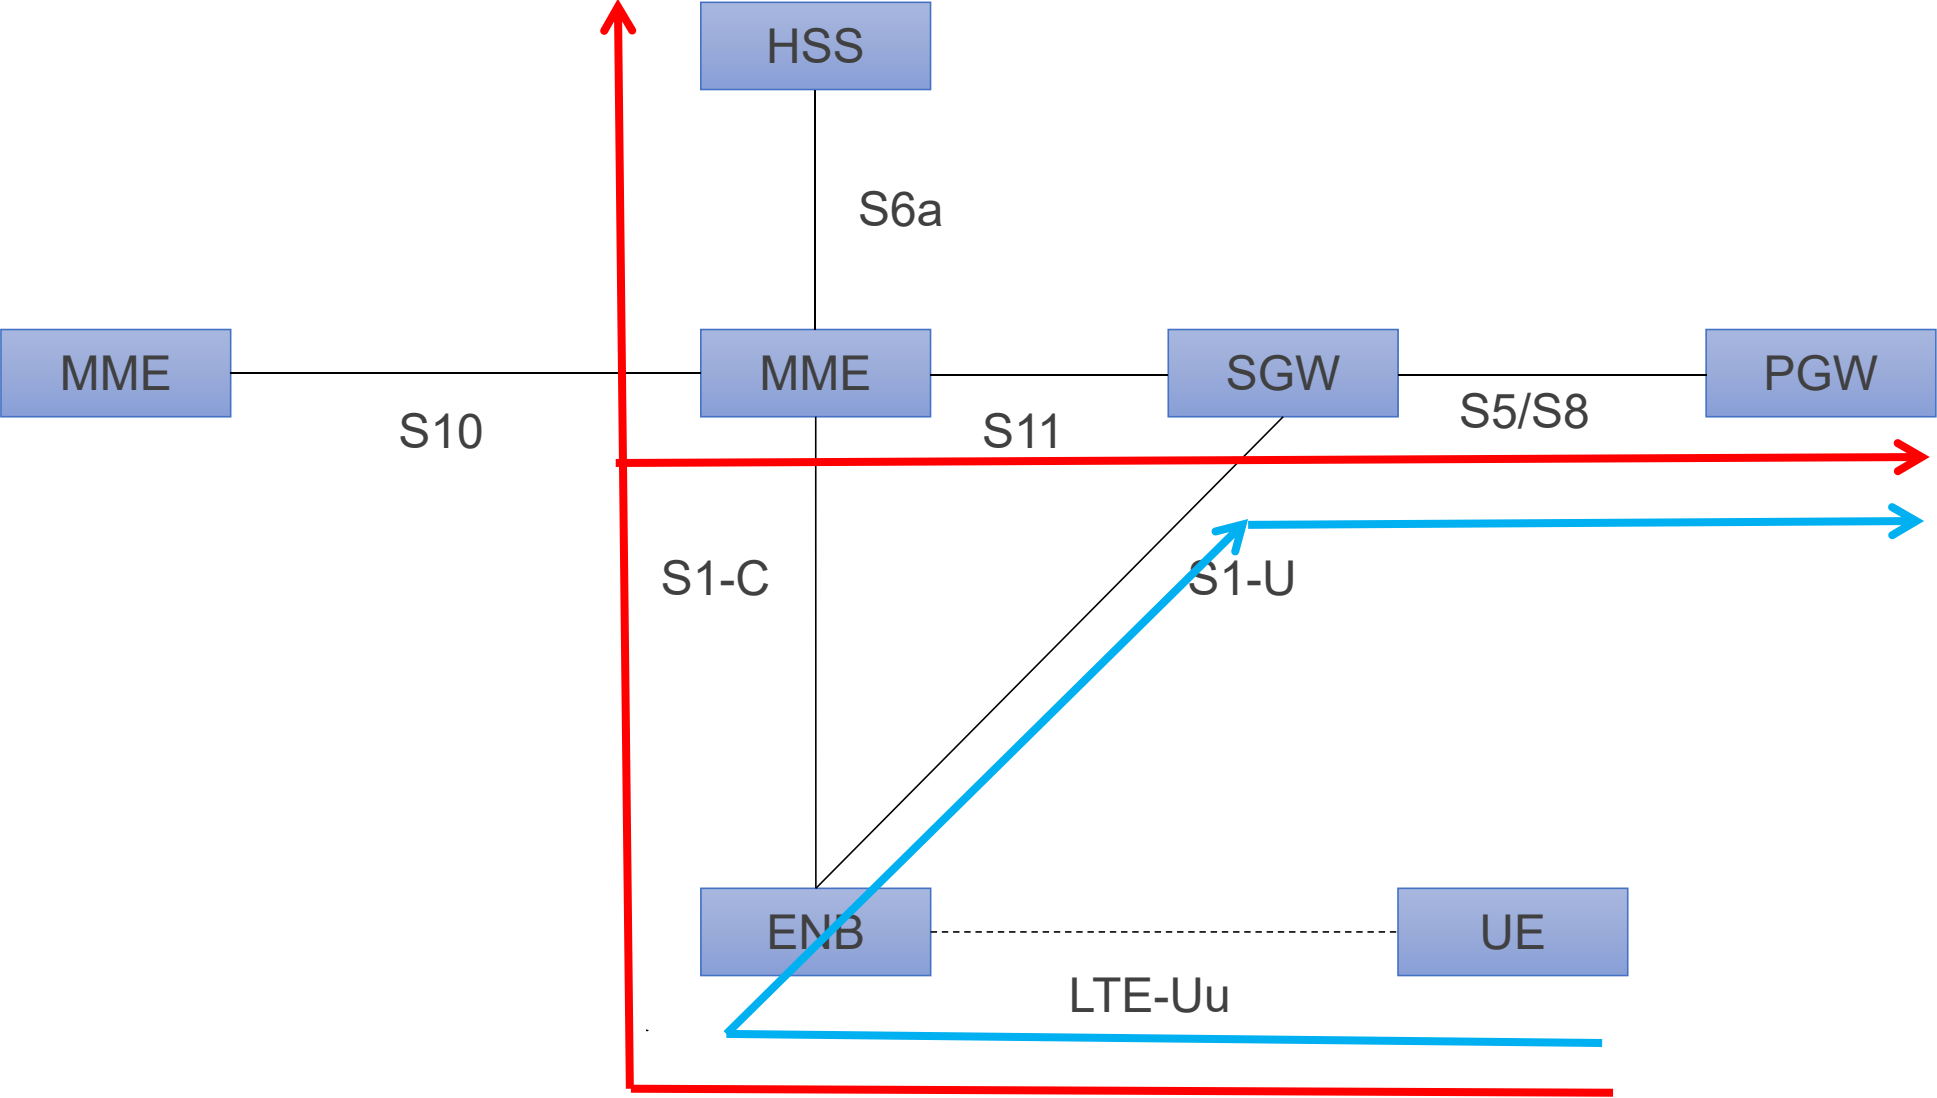 HSS
S6a
MME
MME
SGW
PGW
S10
S11
S5/S8
S1-C
S1-U
ENB
UE
LTE-Uu